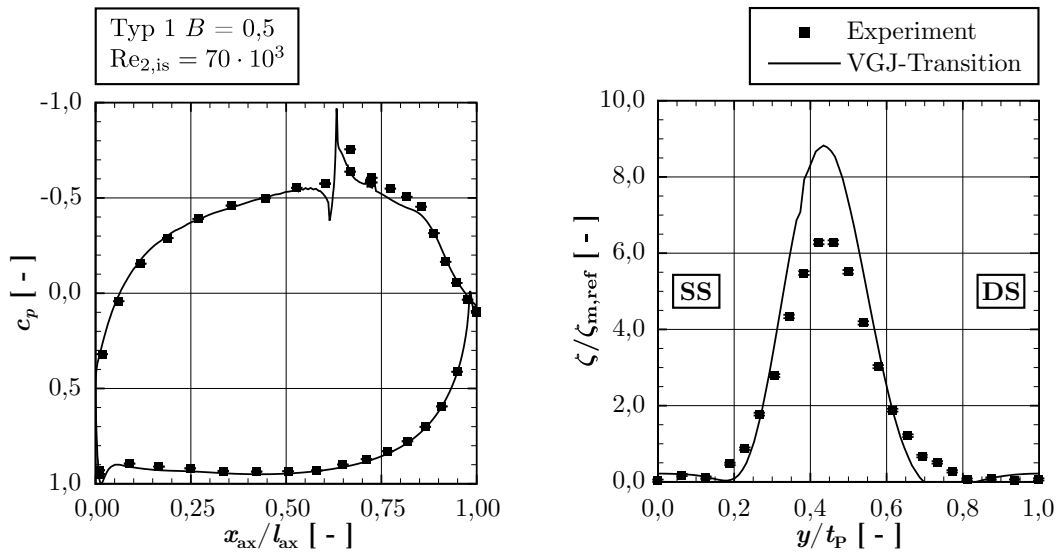 Typ 1 B = 0,5
Re2,is = 70 · 10³
Experiment
VGJ-Transition
-1,0
-0,5
0,0
0,5
1,0
cp [ - ]
0,00
0,25
0,50
0,75
1,00
xax/lax [ - ]
10,0
8,0
6,0
4,0
2,0
0,0
ζ/ζm,ref [ - ]
SS
DS
0,0
0,2
0,4
0,6
0,8
1,0
y/tP [ - ]